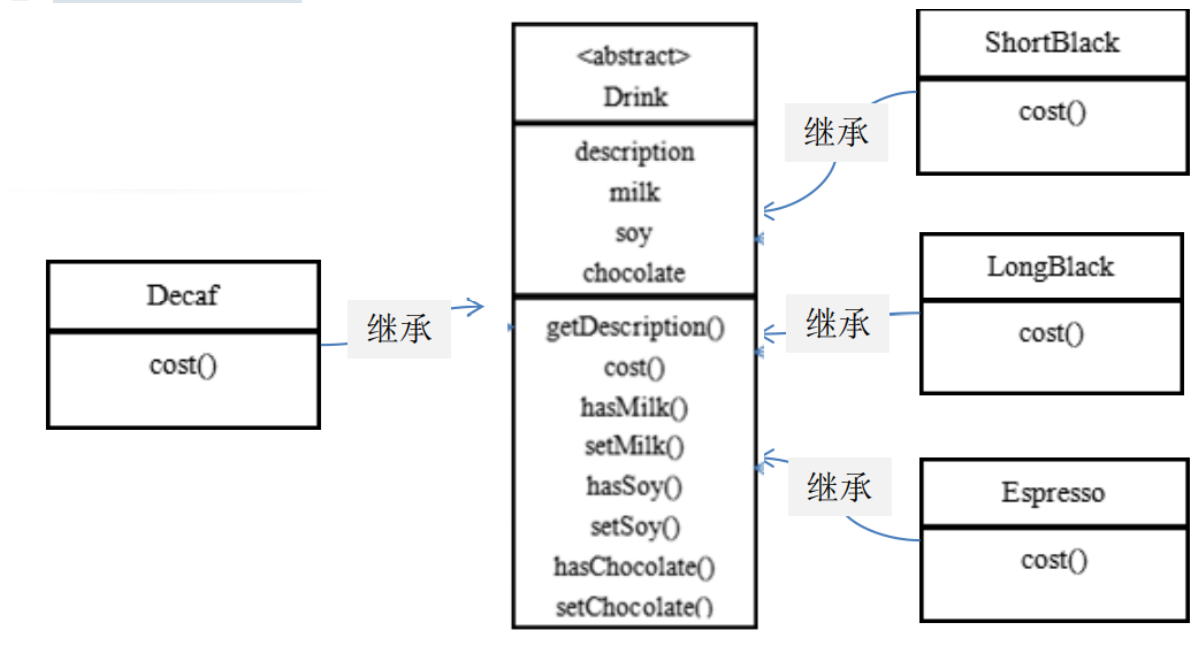 Decaf
cost()
继承
<abstract>
Drink
description
milk
soy
chocolate
getDescription()
cost()
hasMilk()
setMilk()
hasSoy()
setSoy()
hasChocolate()
setChocolate()
继承
ShortBlack
cost()
继承
LongBlack
cost()
继承
Espresso
cost()